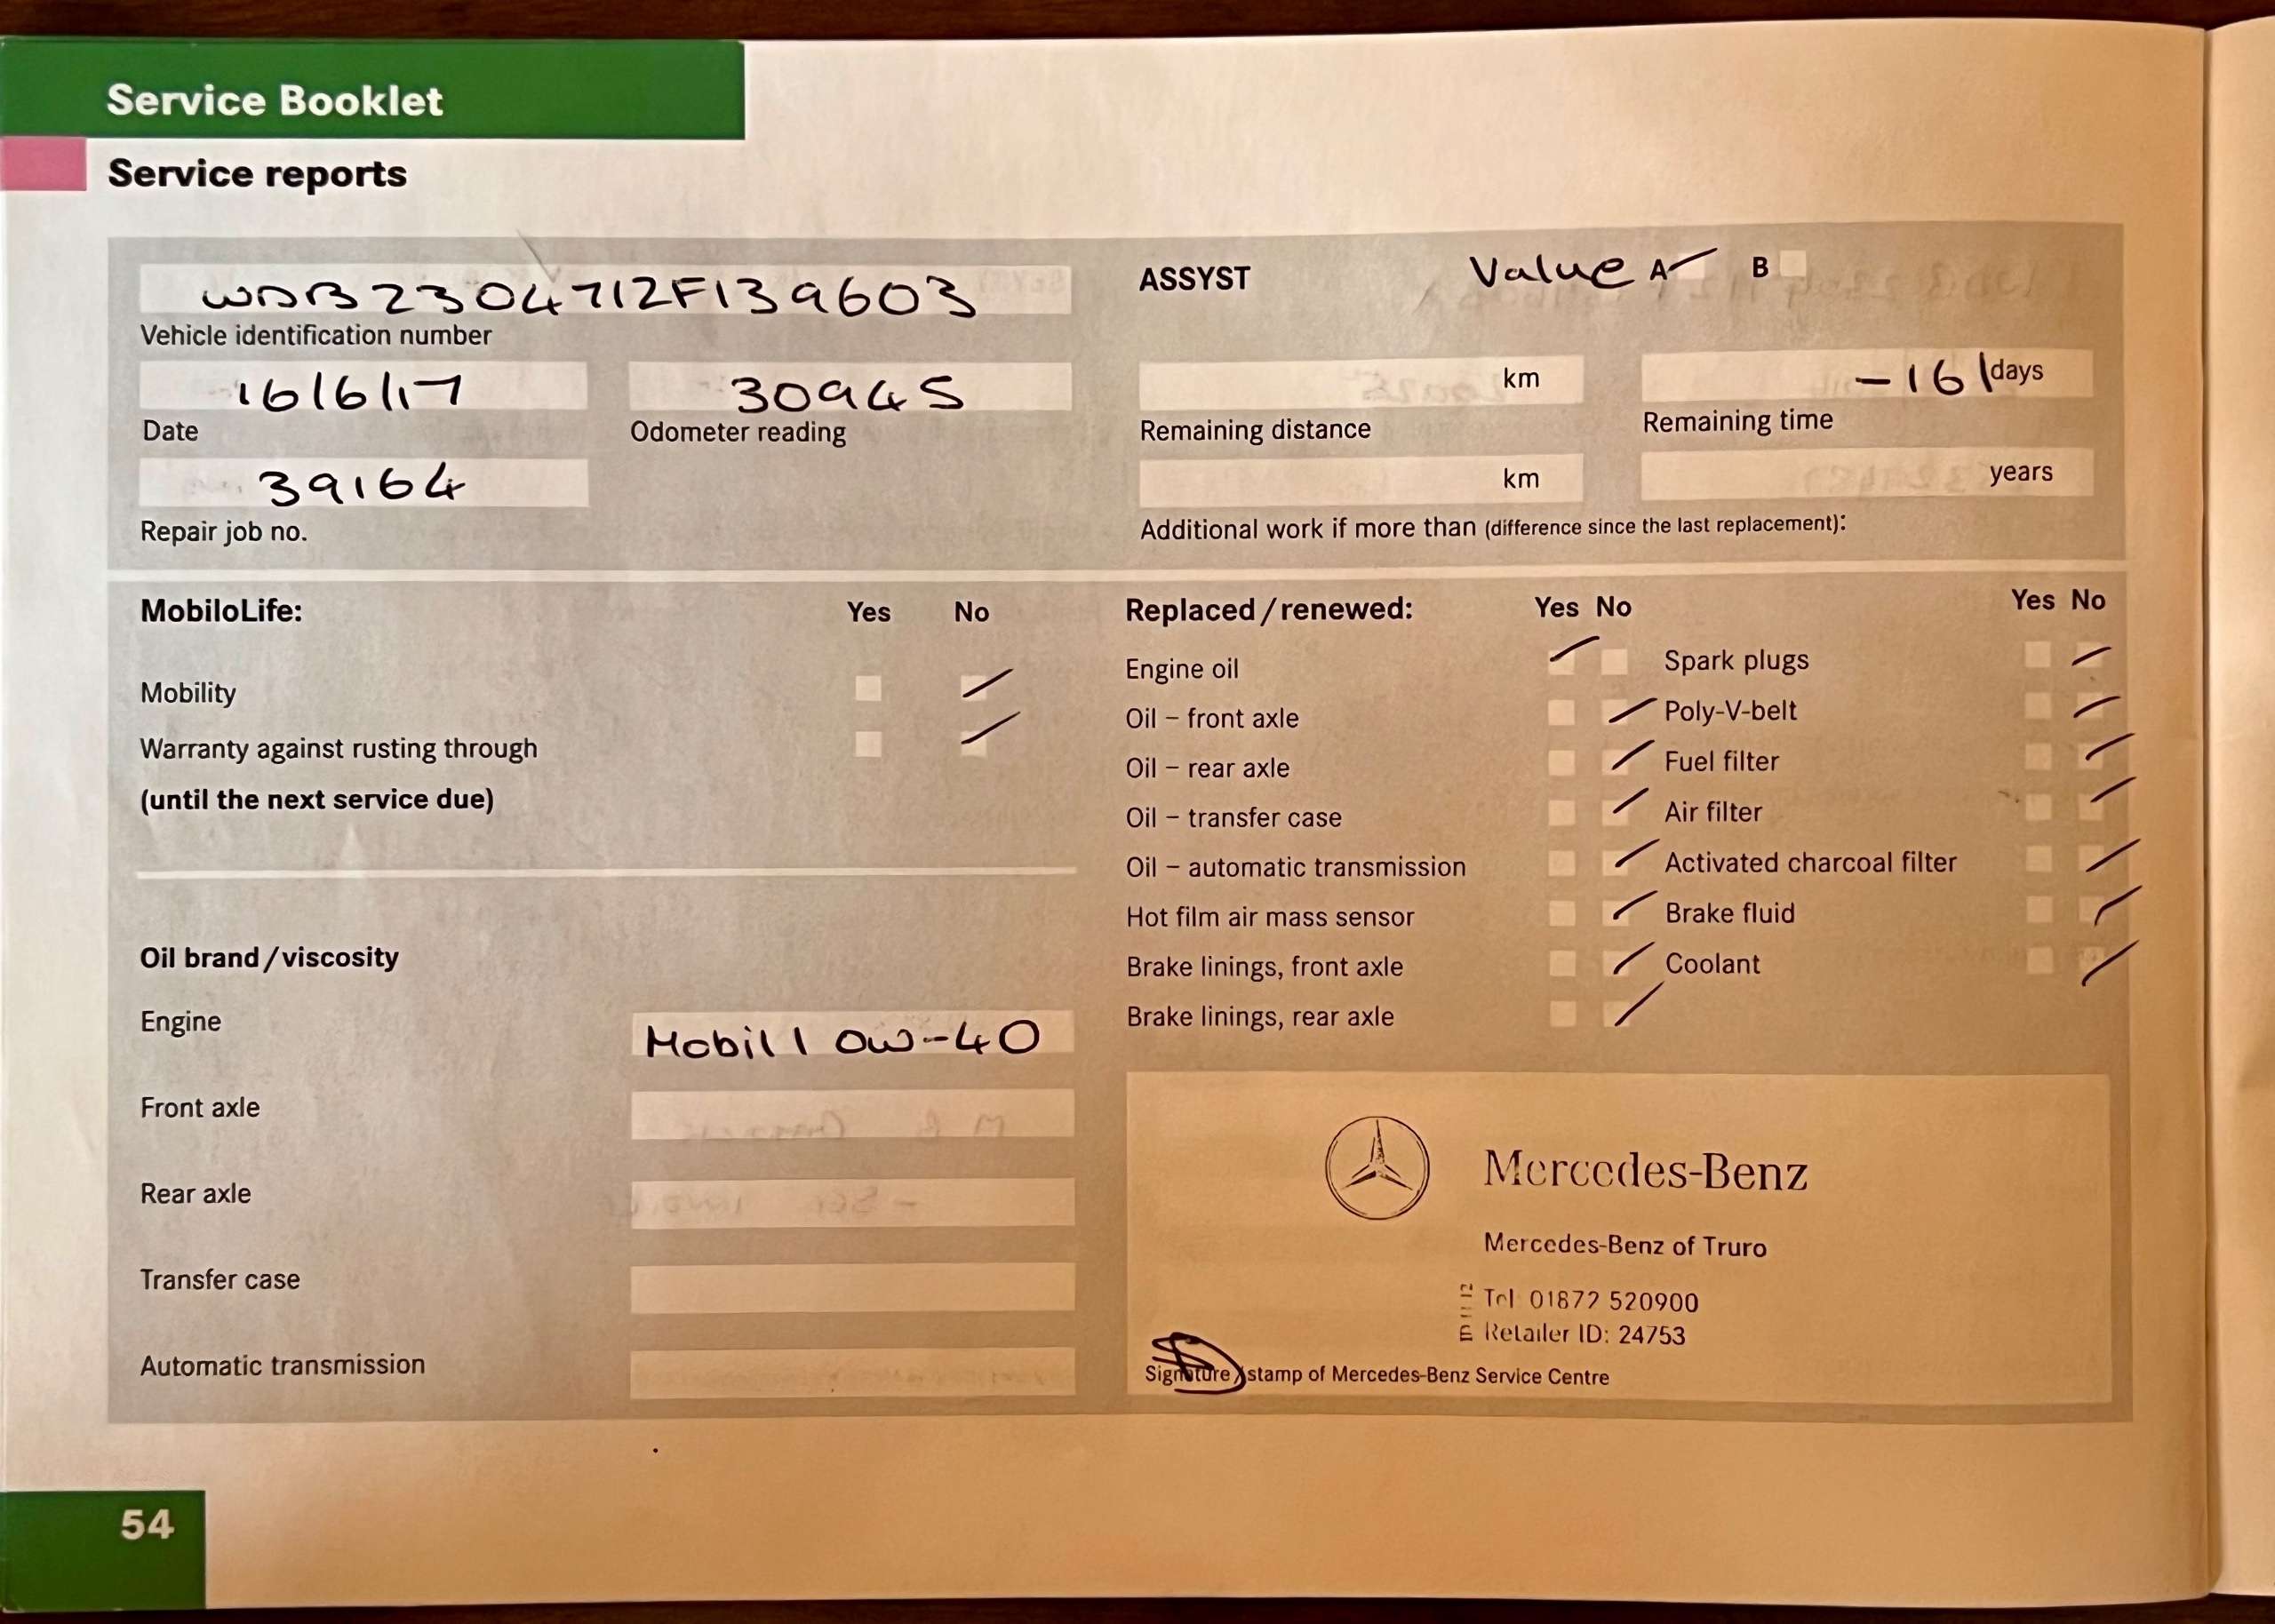 Service Booklet
Service reports
WDB2304712F139603
Vehicle identification number
16/6/17
Date
30945
Odometer reading
39164
Repair job no.
ASSYST Value A B
km
Remaining distance
-161 days
Remaining time
km
years
Additional work if more than (difference since the last replacement):
MobiloLife: Yes No
Mobility
Warranty against rusting through
(until the next service due)
Oil brand/viscosity
Engine Mobil 1 0W-40
Front axle
Rear axle
Transfer case
Automatic transmission
Replaced/renewed: Yes No
Engine oil
Oil – front axle
Oil – rear axle
Oil – transfer case
Oil – automatic transmission
Hot film air mass sensor
Brake linings, front axle
Brake linings, rear axle
Yes No
Spark plugs
Poly-V-belt
Fuel filter
Air filter
Activated charcoal filter
Brake fluid
Coolant
Mercedes-Benz
Mercedes-Benz of Truro
Tel 01872 520900
Retailer ID: 24753
Signature/stamp of Mercedes-Benz Service Centre
54